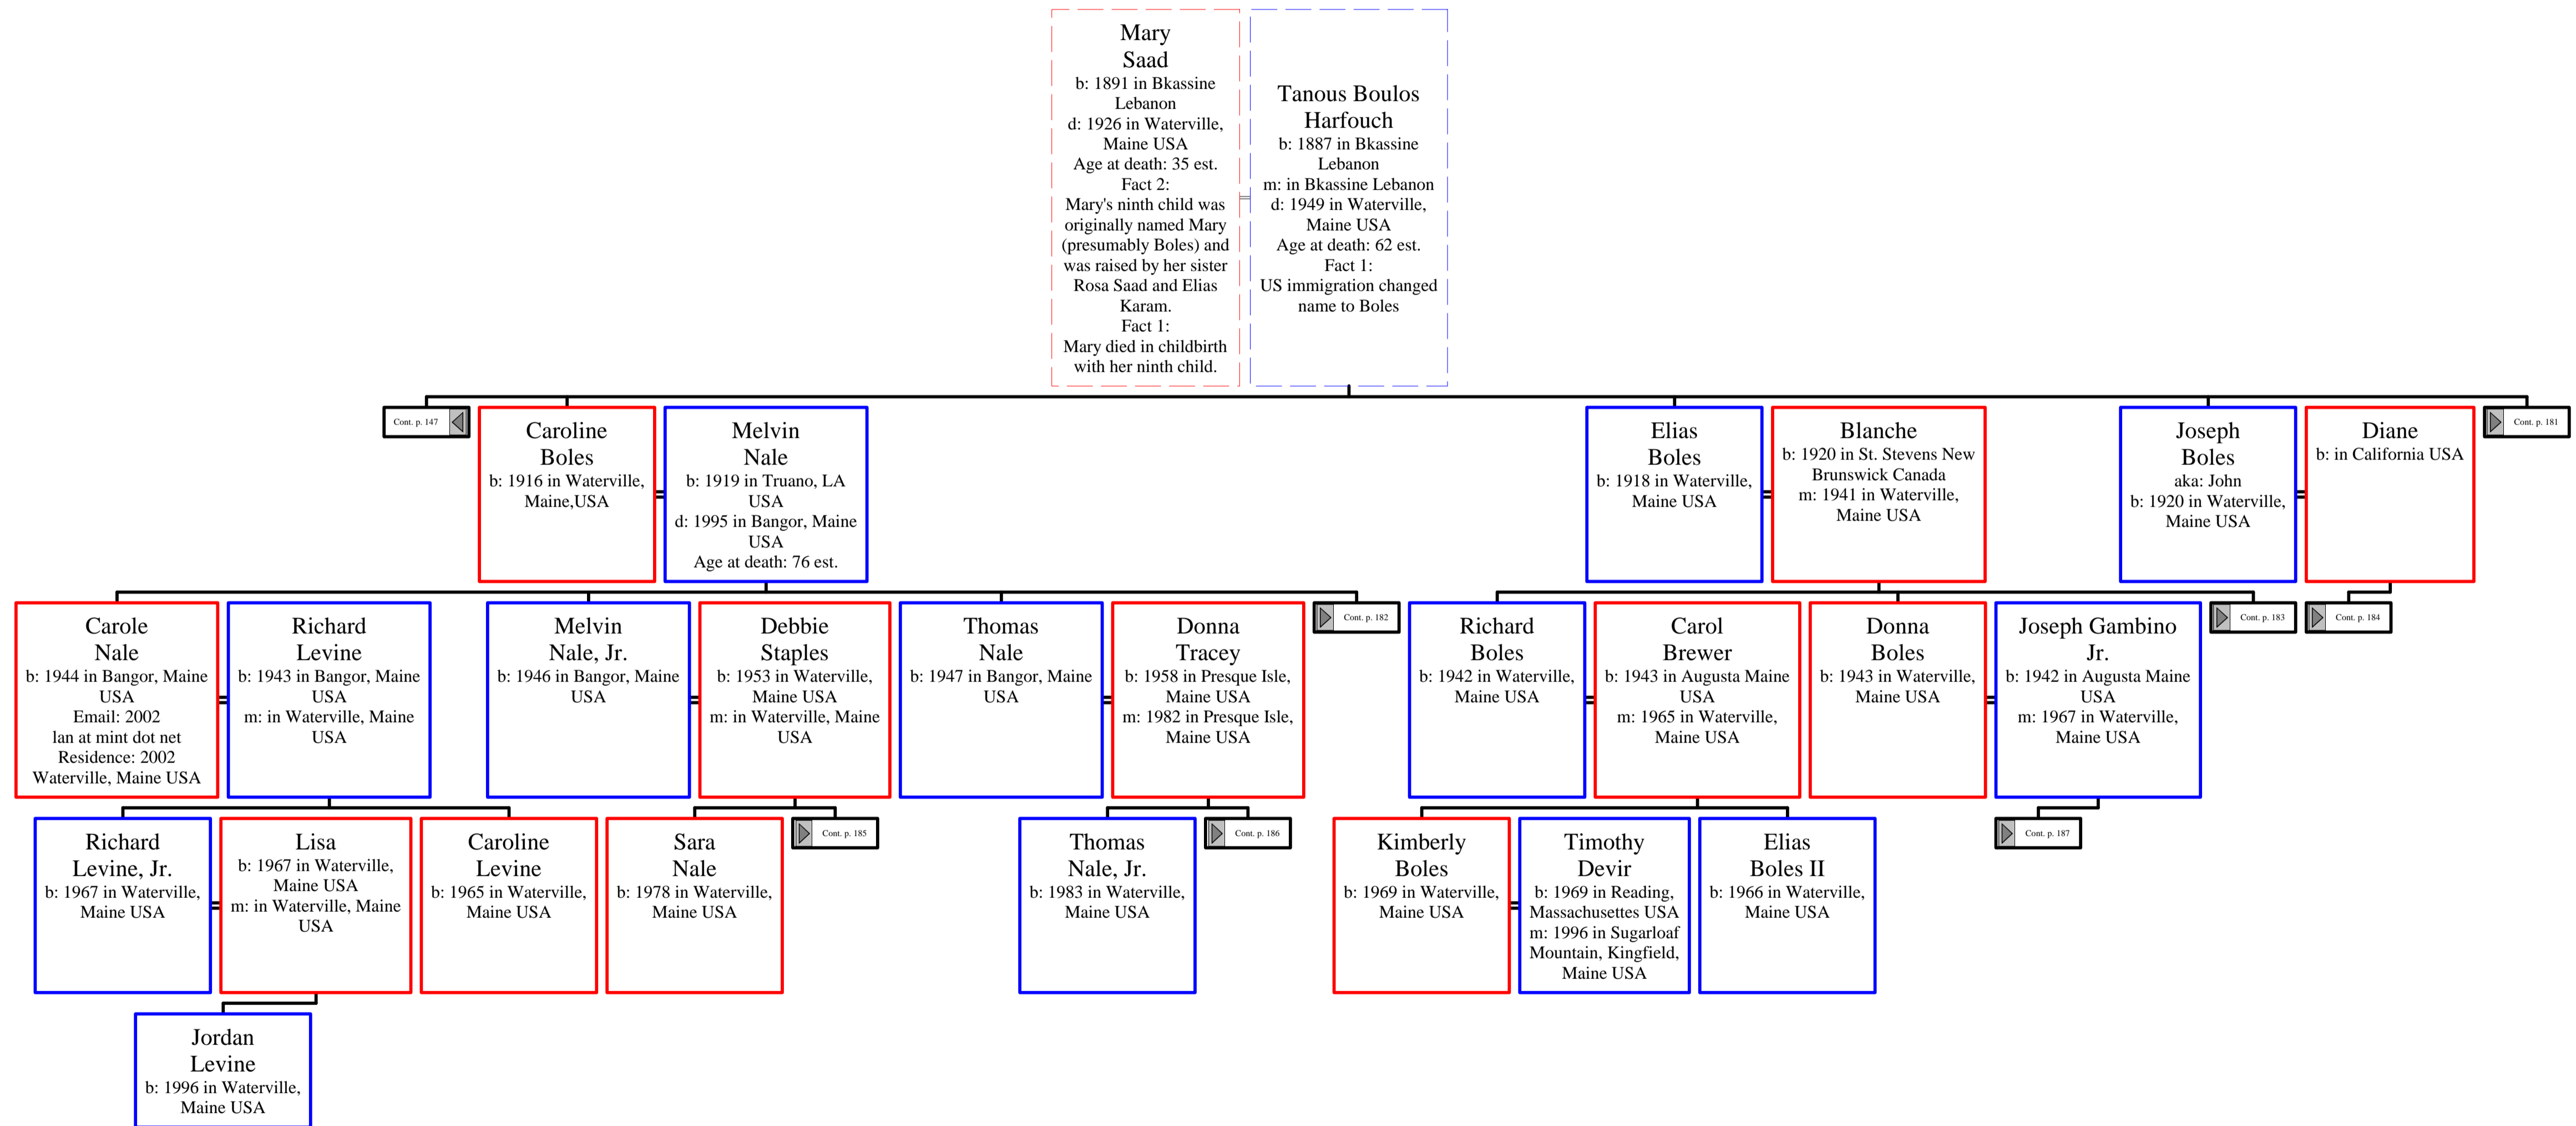 Mary
Saad
b: 1891 in Bkassine
Lebanon
d: 1926 in Waterville,
Maine USA
Age at death: 35 est.
Fact 2:
Mary's ninth child was
originally named Mary
(presumably Boles) and
was raised by her sister
Rosa Saad and Elias
Karam.
Fact 1:
Mary died in childbirth
with her ninth child.
Tanous Boulos
Harfouch
b: 1887 in Bkassine
Lebanon
m: in Bkassine Lebanon
d: 1949 in Waterville,
Maine USA
Age at death: 62 est.
Fact 1:
US immigration changed
name to Boles
Cont. p. 147
Caroline
Boles
b: 1916 in Waterville,
Maine,USA
Melvin
Nale
b: 1919 in Truano, LA
USA
d: 1995 in Bangor, Maine
USA
Age at death: 76 est.
Elias
Boles
b: 1918 in Waterville,
Maine USA
Blanche
b: 1920 in St. Stevens New
Brunswick Canada
m: 1941 in Waterville,
Maine USA
Joseph
Boles
aka: John
b: 1920 in Waterville,
Maine USA
Diane
b: in California USA
Cont. p. 181
Carole
Nale
b: 1944 in Bangor, Maine
USA
Email: 2002
lan at mint dot net
Residence: 2002
Waterville, Maine USA
Richard
Levine
b: 1943 in Bangor, Maine
USA
m: in Waterville, Maine
USA
Melvin
Nale, Jr.
b: 1946 in Bangor, Maine
USA
Debbie
Staples
b: 1953 in Waterville,
Maine USA
m: in Waterville, Maine
USA
Thomas
Nale
b: 1947 in Bangor, Maine
USA
Donna
Tracey
b: 1958 in Presque Isle,
Maine USA
m: 1982 in Presque Isle,
Maine USA
Cont. p. 182
Richard
Boles
b: 1942 in Waterville,
Maine USA
Carol
Brewer
b: 1943 in Augusta Maine
USA
m: 1965 in Waterville,
Maine USA
Donna
Boles
b: 1943 in Waterville,
Maine USA
Joseph Gambino
Jr.
b: 1942 in Augusta Maine
USA
m: 1967 in Waterville,
Maine USA
Cont. p. 183
Cont. p. 184
Richard
Levine, Jr.
b: 1967 in Waterville,
Maine USA
Lisa
b: 1967 in Waterville,
Maine USA
m: in Waterville, Maine
USA
Caroline
Levine
b: 1965 in Waterville,
Maine USA
Sara
Nale
b: 1978 in Waterville,
Maine USA
Cont. p. 185
Thomas
Nale, Jr.
b: 1983 in Waterville,
Maine USA
Cont. p. 186
Kimberly
Boles
b: 1969 in Waterville,
Maine USA
Timothy
Devir
b: 1969 in Reading,
Massachusettes USA
m: 1996 in Sugarloaf
Mountain, Kingfield,
Maine USA
Elias
Boles II
b: 1966 in Waterville,
Maine USA
Cont. p. 187
Jordan
Levine
b: 1996 in Waterville,
Maine USA